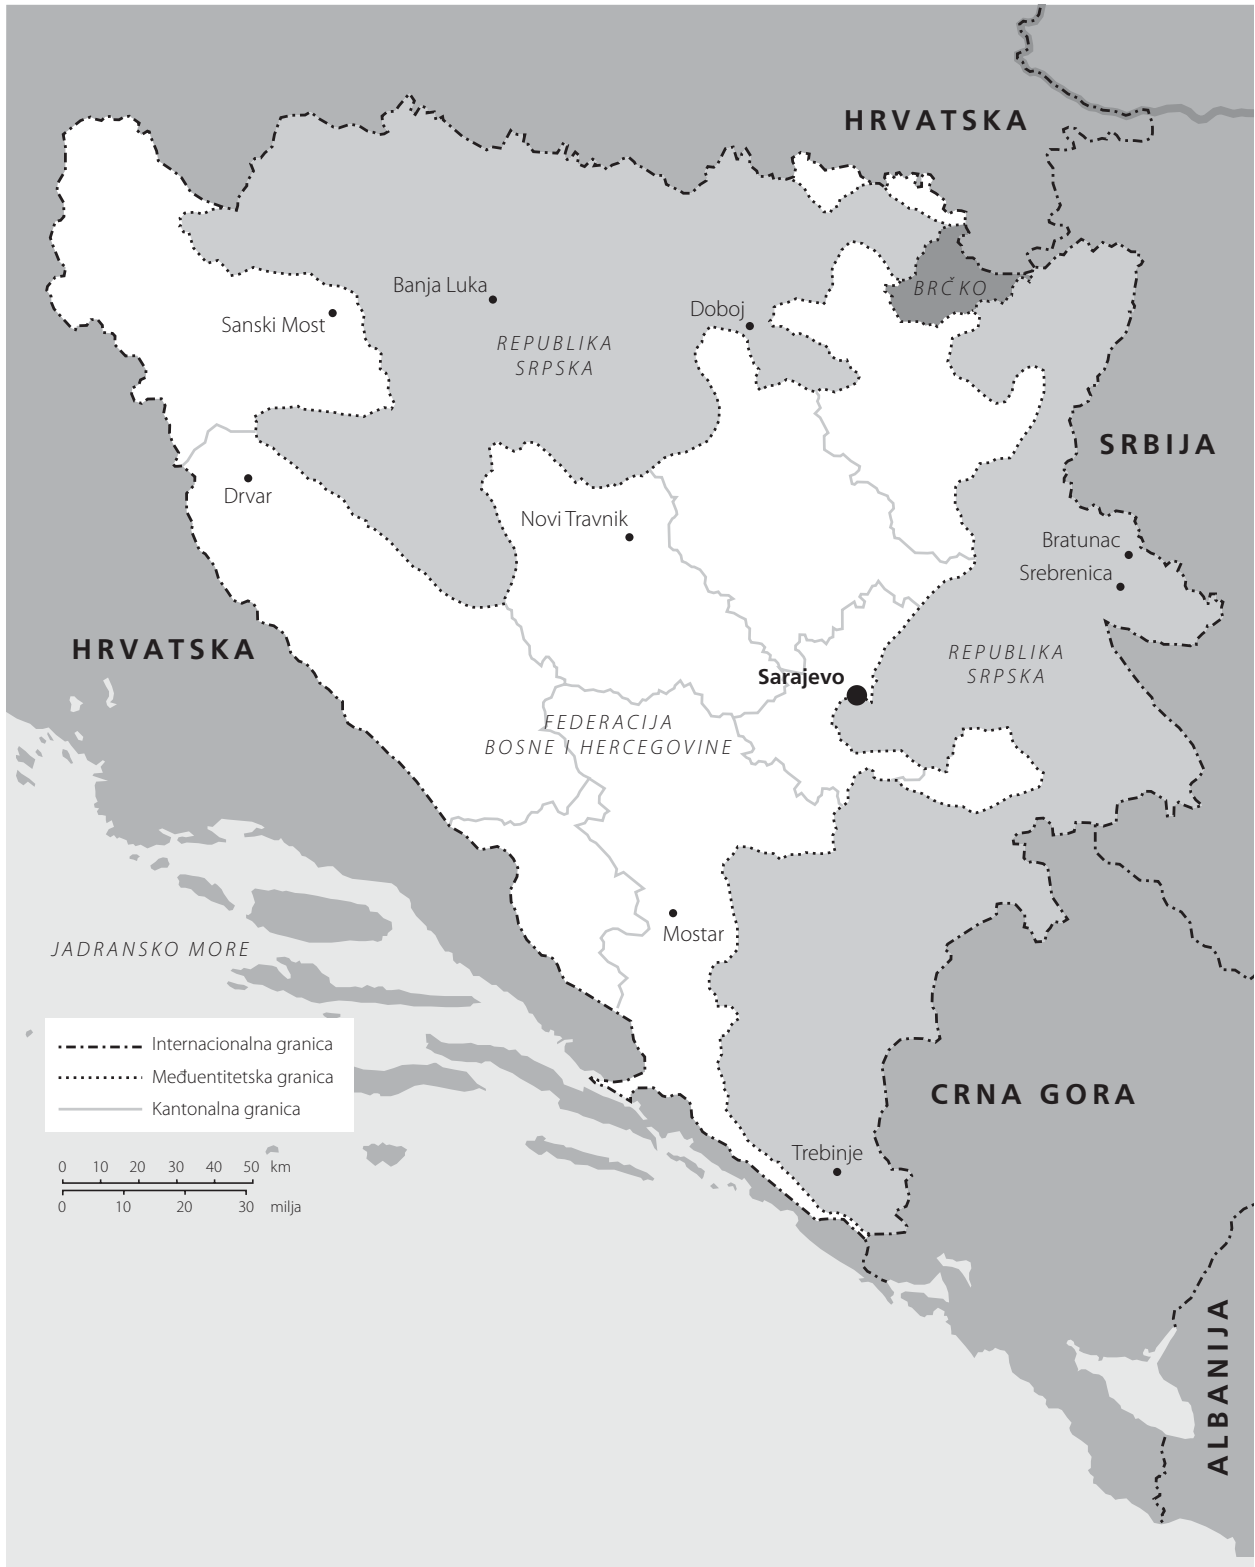 HRVATSKA
BRČKO
Banja Luka
Doboj
Sanski Most
REPUBLIKA
SRPSKA
SRBIJA
Drvar
Novi Travnik
Bratunac
Srebrenica
HRVATSKA
REPUBLIKA
SRPSKA
Sarajevo
FEDERACIJA
BOSNE I HERCEGOVINE
Mostar
JADRANSKO MORE
Internacionalna granica
Međuentitetska granica
Kantonalna granica
CRNA GORA
Trebinje
0 10 20 30 40 50 km
0 10 20 30 milja
ALBANIJA